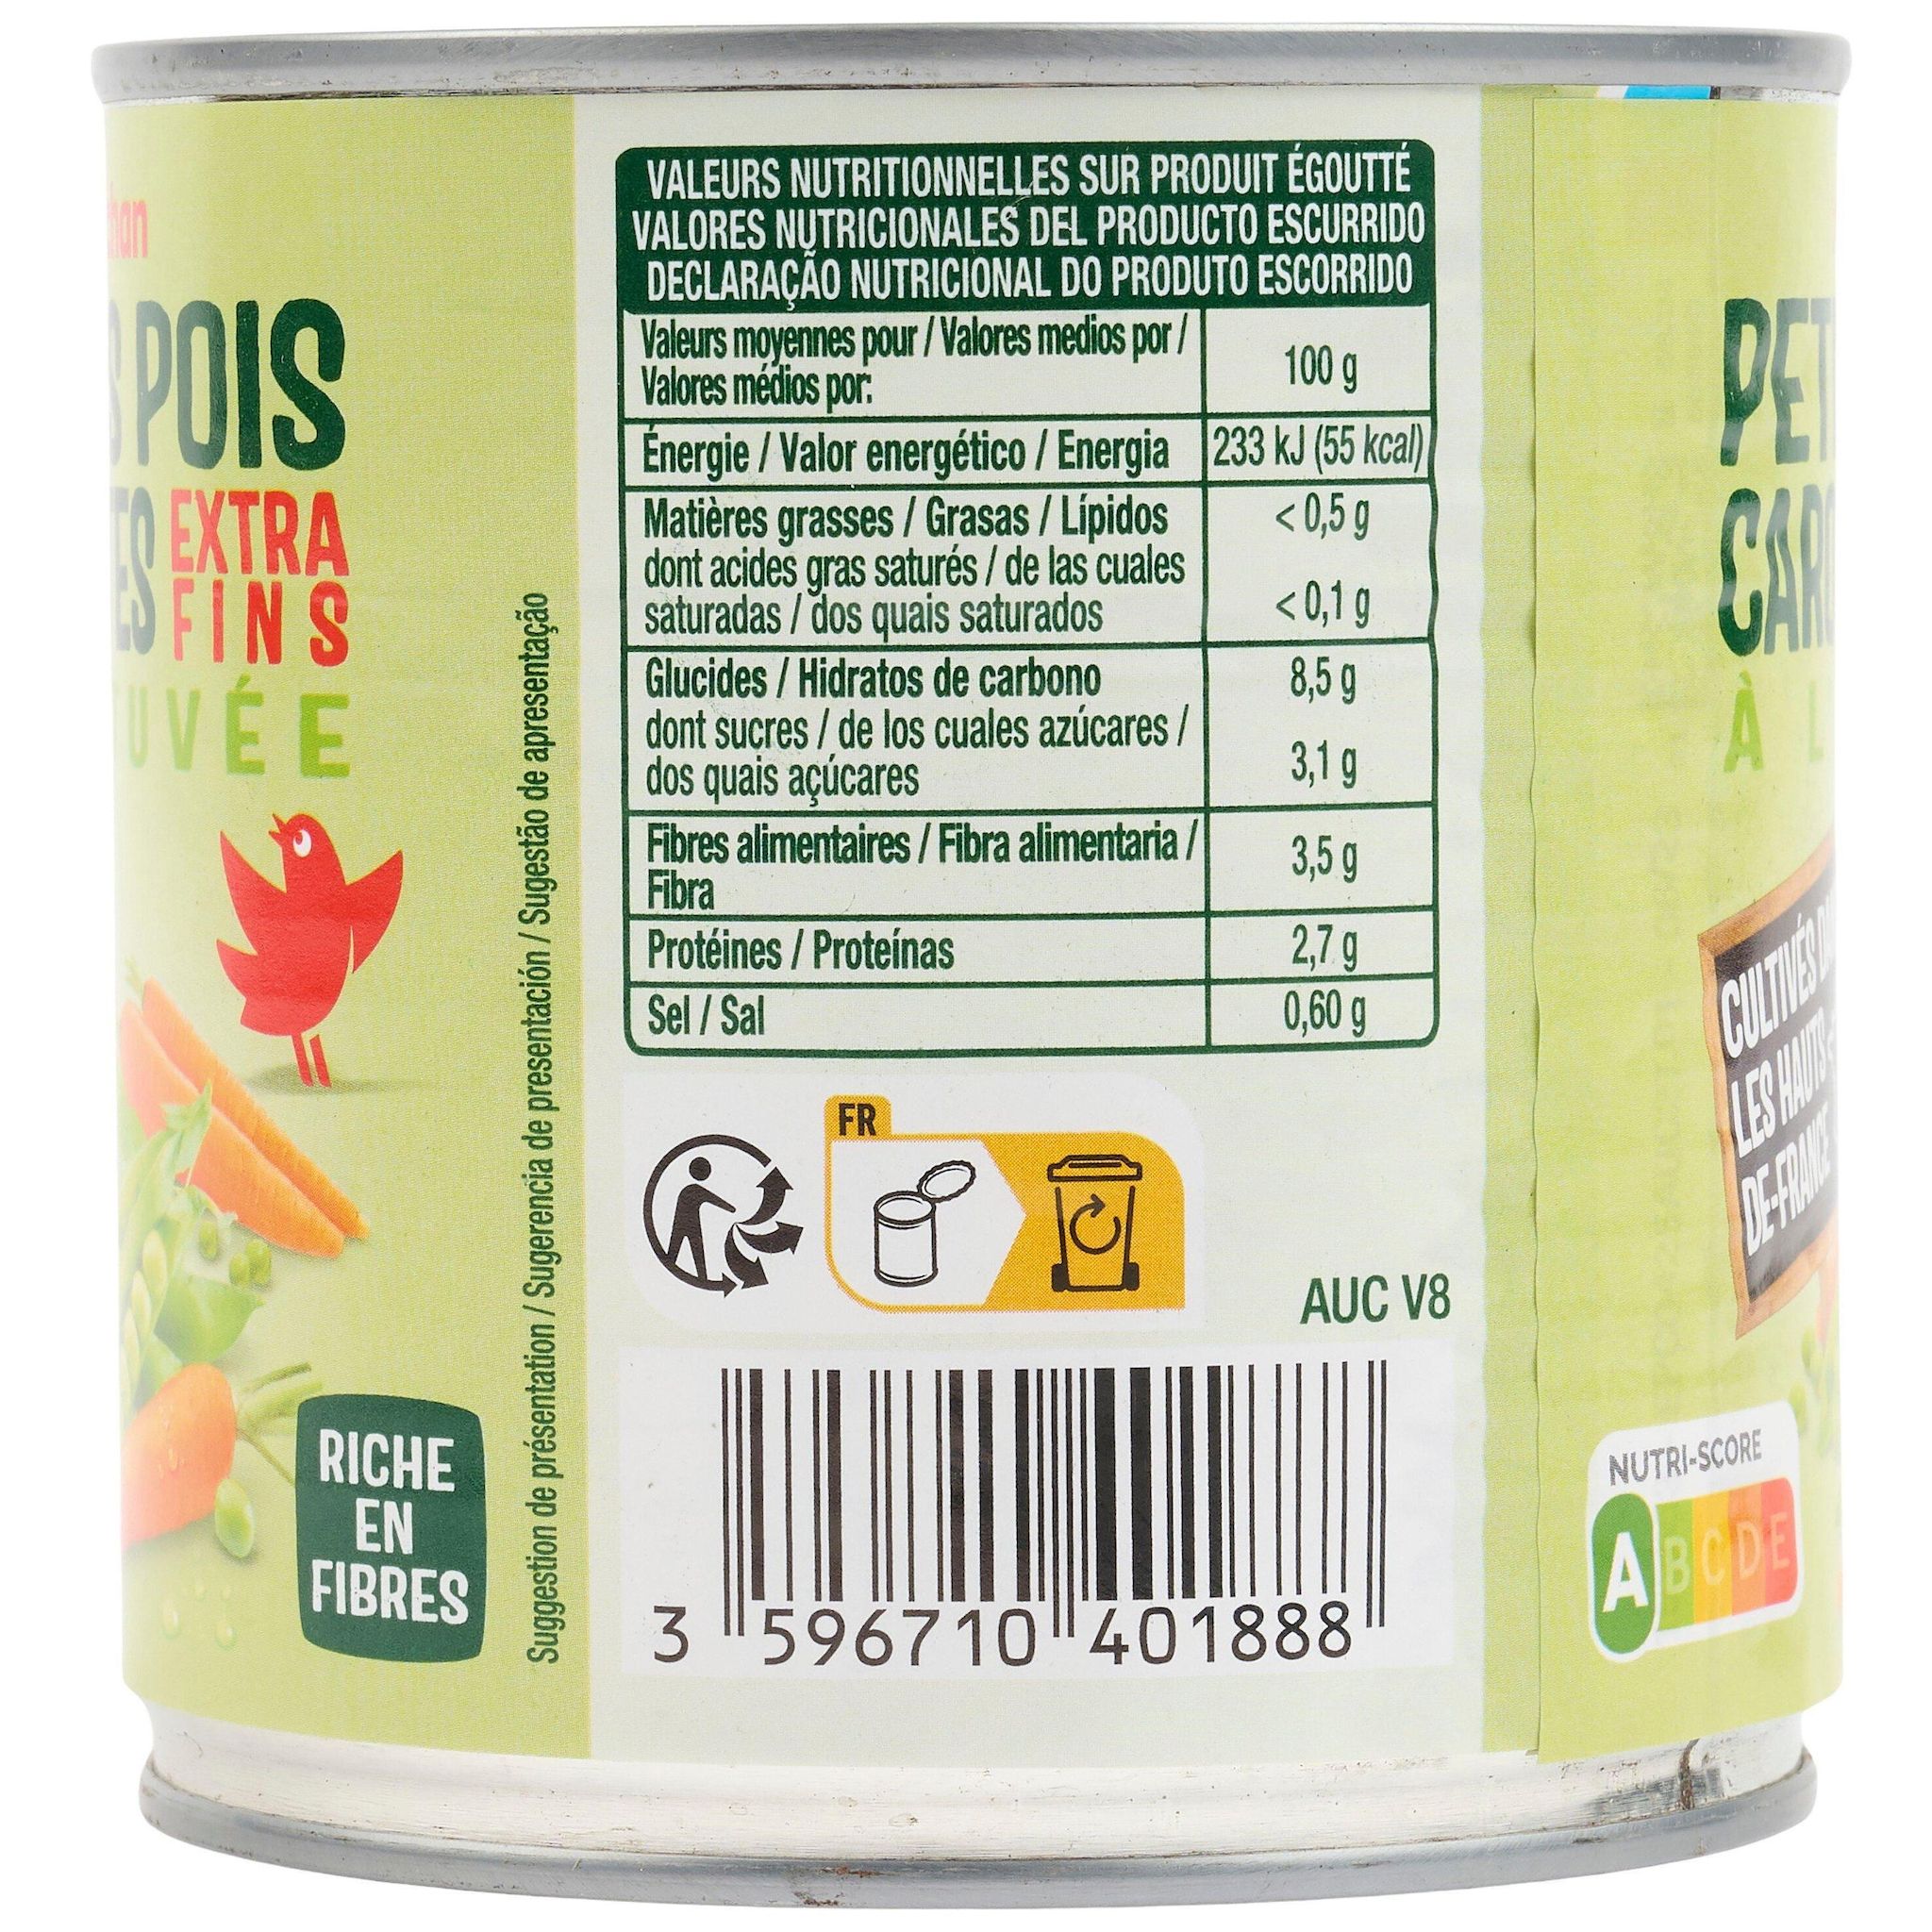 POIS
EXTRA
FINS
UVÉE
RICHE
EN
FIBRES
Suggestion de présentation / Sugerencia de presentación / Sugestão de apresentação
VALEURS NUTRITIONNELLES SUR PRODUIT ÉGOUTTÉ
VALORES NUTRICIONALES DEL PRODUCTO ESCURRIDO
DECLARAÇÃO NUTRICIONAL DO PRODUTO ESCORRIDO
Valeurs moyennes pour / Valores medios por /
Valores médios por:
100 g
Énergie / Valor energético / Energia 233 kJ (55 kcal)
Matières grasses / Grasas / Lípidos < 0,5 g
dont acides gras saturés / de las cuales
saturadas / dos quais saturados < 0,1 g
Glucides / Hidratos de carbono 8,5 g
dont sucres / de los cuales azúcares /
dos quais açúcares 3,1 g
Fibres alimentaires / Fibra alimentaria /
Fibra 3,5 g
Protéines / Proteínas 2,7 g
Sel / Sal 0,60 g
FR
AUC V8
3 596710 401888
PET
CAR
À L
CULTIVÉS
LES HAUTS-
DE-FRANCE
NUTRI-SCORE
A B C D E